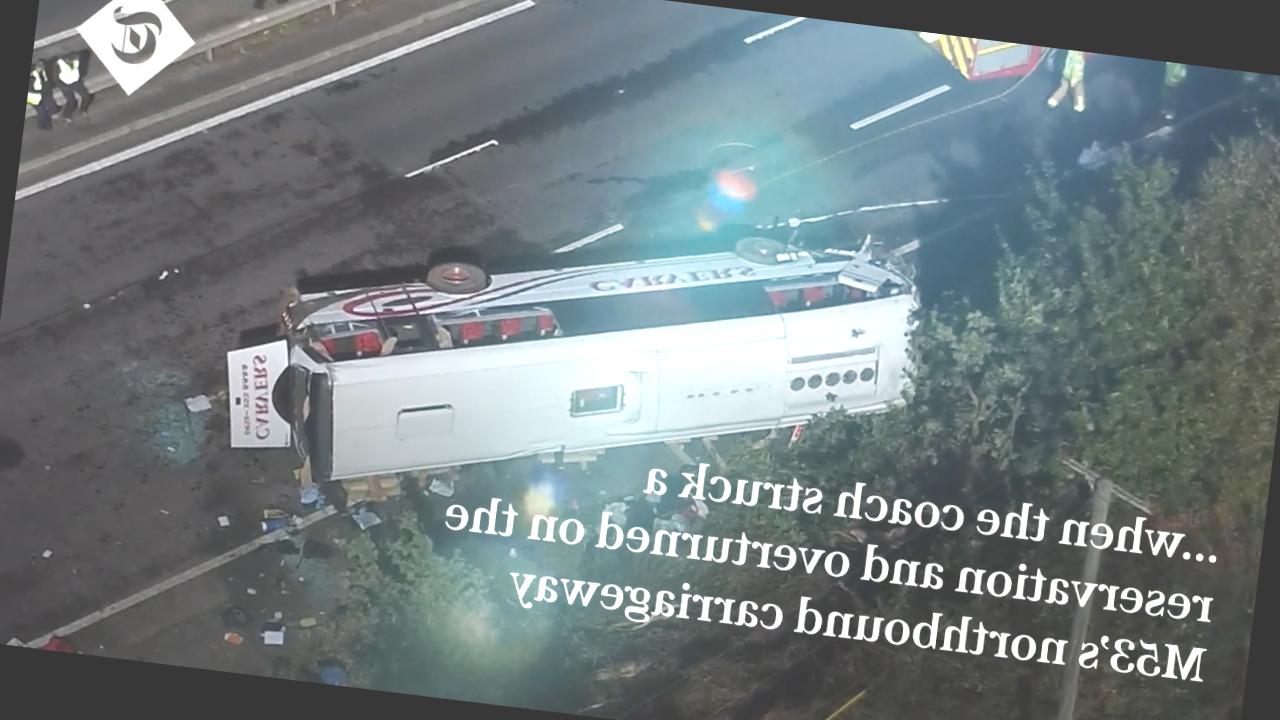 ...when the coach struck a
reservation and overturned on the
M53's northbound carriageway
CARVERS
CARVERS